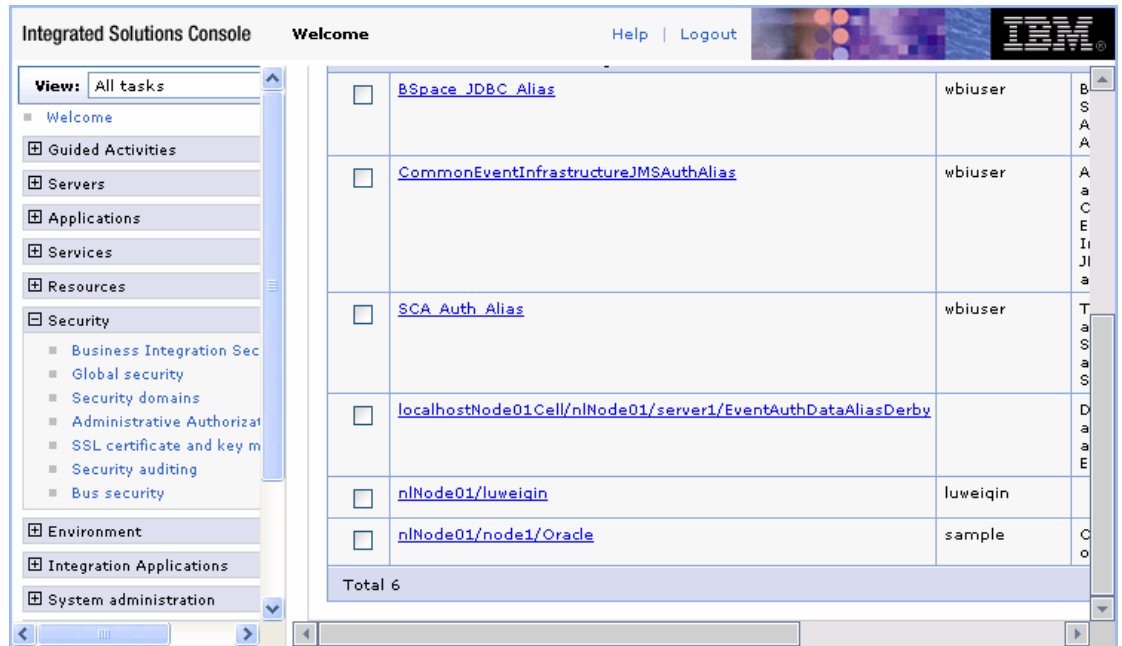 Integrated Solutions Console Welcome Help | Logout IBM®
View: All tasks
Welcome
Guided Activities
Servers
Applications
Services
Resources
Security
Business Integration Sec
Global security
Security domains
Administrative Authorizat
SSL certificate and key m
Security auditing
Bus security
Environment
Integration Applications
System administration
BSpace_JDBC_Alias wbiuser B
S
A
A
CommonEventInfrastructureJMSAuthAlias wbiuser A
a
C
E
In
a
SCA_Auth_Alias wbiuser T
a
S
a
S
localhostNode01Cell/nlNode01/server1/EventAuthDataAliasDerby D
a
a
E
nlNode01/luweiqin luweiqin
nlNode01/node1/Oracle sample O
o
Total 6